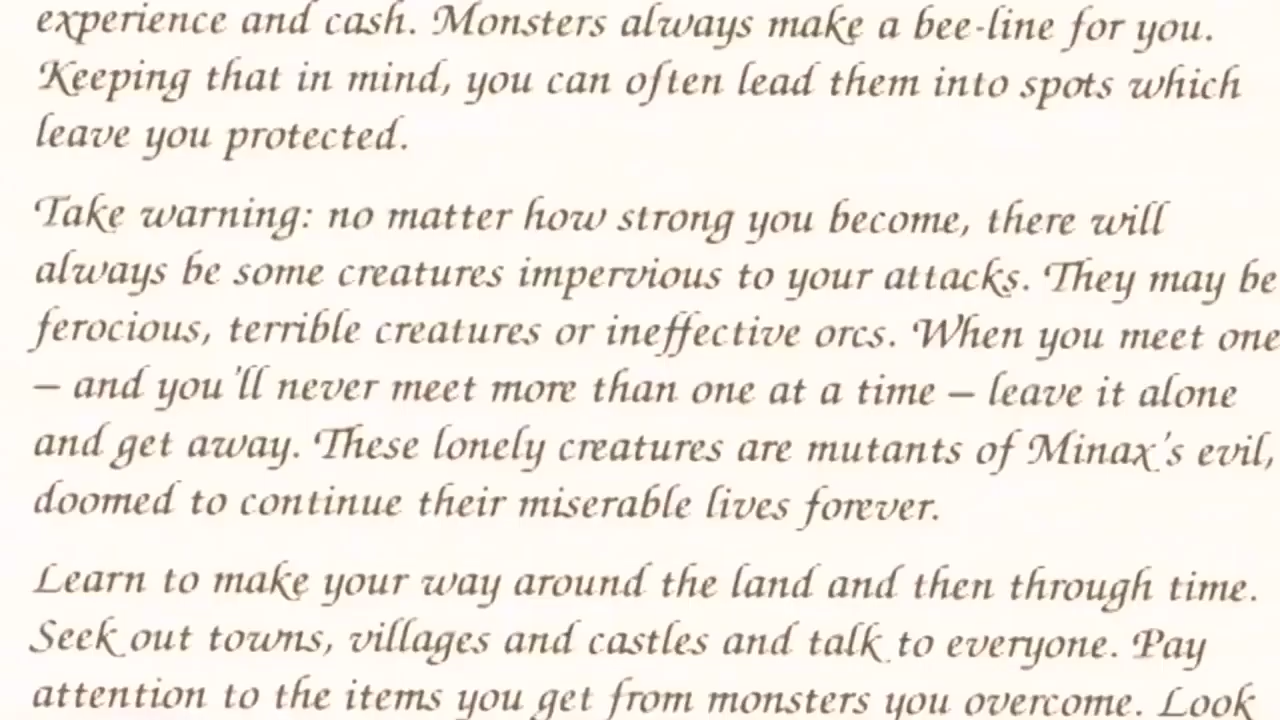 experience and cash. Monsters always make a bee-line for you.
Keeping that in mind, you can often lead them into spots which
leave you protected.
Take warning: no matter how strong you become, there will
always be some creatures impervious to your attacks. They may be
ferocious, terrible creatures or ineffective orcs. When you meet one
– and you'll never meet more than one at a time – leave it alone
and get away. These lonely creatures are mutants of Minax's evil,
doomed to continue their miserable lives forever.
Learn to make your way around the land and then through time.
Seek out towns, villages and castles and talk to everyone. Pay
attention to the items you get from monsters you overcome. Look